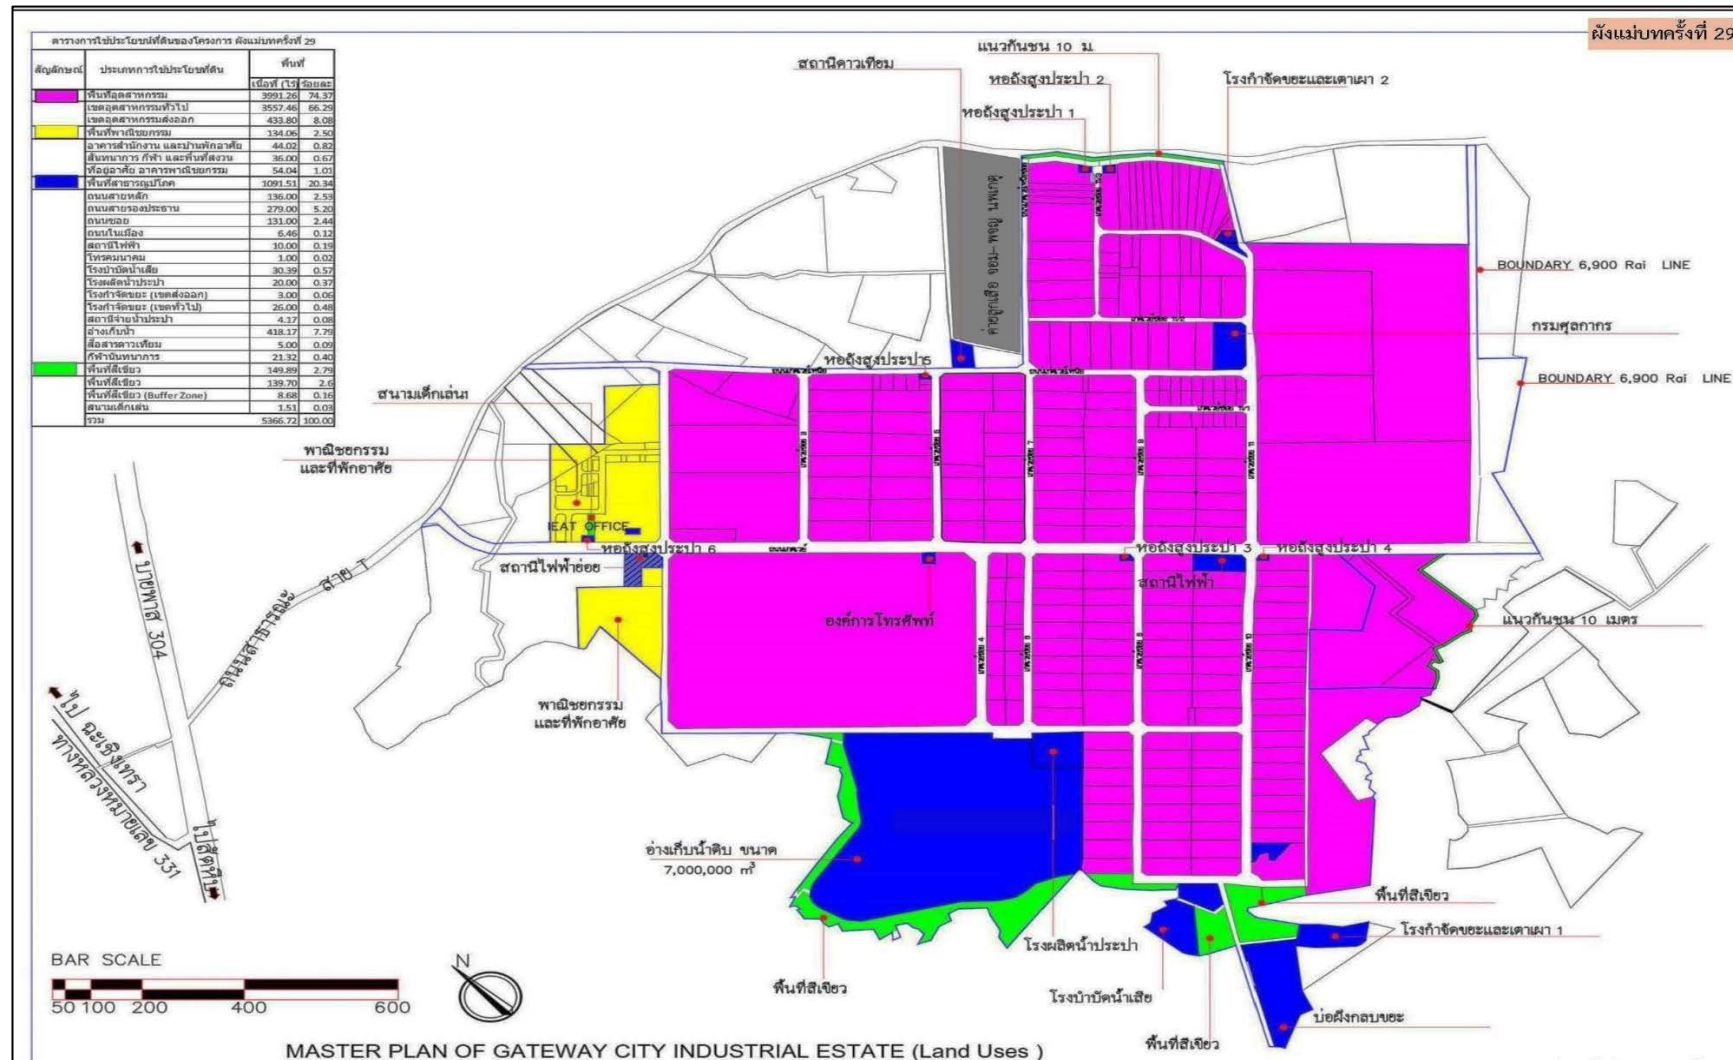 ผังแม่บทครั้งที่ 29
ตารางการใช้ประโยชน์ที่ดินของโครงการ ผังแม่บทครั้งที่ 29
สัญลักษณ์ ประเภทการใช้ประโยชน์ที่ดิน พื้นที่
เนื้อที่ (ไร่) ร้อยละ
พื้นที่อุตสาหกรรม 3991.26 74.37
เขตอุตสาหกรรมทั่วไป 3557.46 66.29
เขตอุตสาหกรรมส่งออก 433.80 8.08
พื้นที่พาณิชยกรรม 134.06 2.50
อาคารสำนักงาน และบ้านพักอาศัย 44.02 0.82
สันทนาการ กีฬา และพื้นที่สงวน 36.00 0.67
ที่อยู่อาศัย อาคารพาณิชยกรรม 54.04 1.01
พื้นที่สาธารณูปโภค 1091.51 20.34
ถนนสายหลัก 136.00 2.53
ถนนสายรองประธาน 279.00 5.20
ถนนซอย 131.00 2.44
ถนนในเมือง 6.46 0.12
สถานีไฟฟ้า 10.00 0.19
โทรคมนาคม 1.00 0.02
โรงบำบัดน้ำเสีย 30.39 0.57
โรงผลิตน้ำประปา 20.00 0.37
โรงกำจัดขยะ (เขตส่งออก) 3.00 0.06
โรงกำจัดขยะ (เขตทั่วไป) 26.00 0.48
สถานีจ่ายน้ำประปา 4.17 0.08
อ่างเก็บน้ำ 418.17 7.79
สื่อสารดาวเทียม 5.00 0.09
กีฬานันทนาการ 21.32 0.40
พื้นที่สีเขียว 149.89 2.79
พื้นที่สีเขียว 139.70 2.6
พื้นที่สีเขียว (Buffer Zone) 8.68 0.16
สนามเด็กเล่น 1.51 0.03
รวม 5366.72 100.00
แนวกันชน 10 ม.
สถานีดาวเทียม
หอถังสูงประปา 2
โรงกำจัดขยะและเตาเผา 2
หอถังสูงประปา 1
BOUNDARY 6,900 Rai LINE
กรมศุลกากร
หอถังสูงประปา5
BOUNDARY 6,900 Rai LINE
สนามเด็กเล่น1
พาณิชยกรรม
และที่พักอาศัย
IEAT OFFICE
หอถังสูงประปา 6
หอถังสูงประปา 3
หอถังสูงประปา 4
สถานีไฟฟ้าย่อย
สถานีไฟฟ้า
องค์การโทรศัพท์
แนวกันชน 10 เมตร
บายพาส 304
ถนนสาธารณะ สาย T
พาณิชยกรรม
และที่พักอาศัย
ไป ฉะเชิงเทรา
ทางหลวงหมายเลข 331
ไปสัตหีบ
อ่างเก็บน้ำดิบ ขนาด
7,000,000 m³
พื้นที่สีเขียว
โรงผลิตน้ำประปา
โรงกำจัดขยะและเตาเผา 1
พื้นที่สีเขียว
โรงบำบัดน้ำเสีย
บ่อฝังกลบขยะ
พื้นที่สีเขียว
BAR SCALE
50 100 200 400 600
N
MASTER PLAN OF GATEWAY CITY INDUSTRIAL ESTATE (Land Uses )